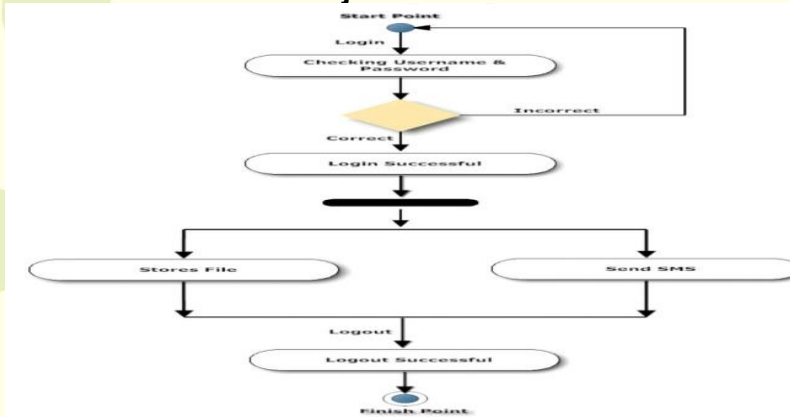 Start Point
Login
Checking Username &
Password
Incorrect
Correct
Login Successful
Stores File
Send SMS
Logout
Logout Successful
Finish Point